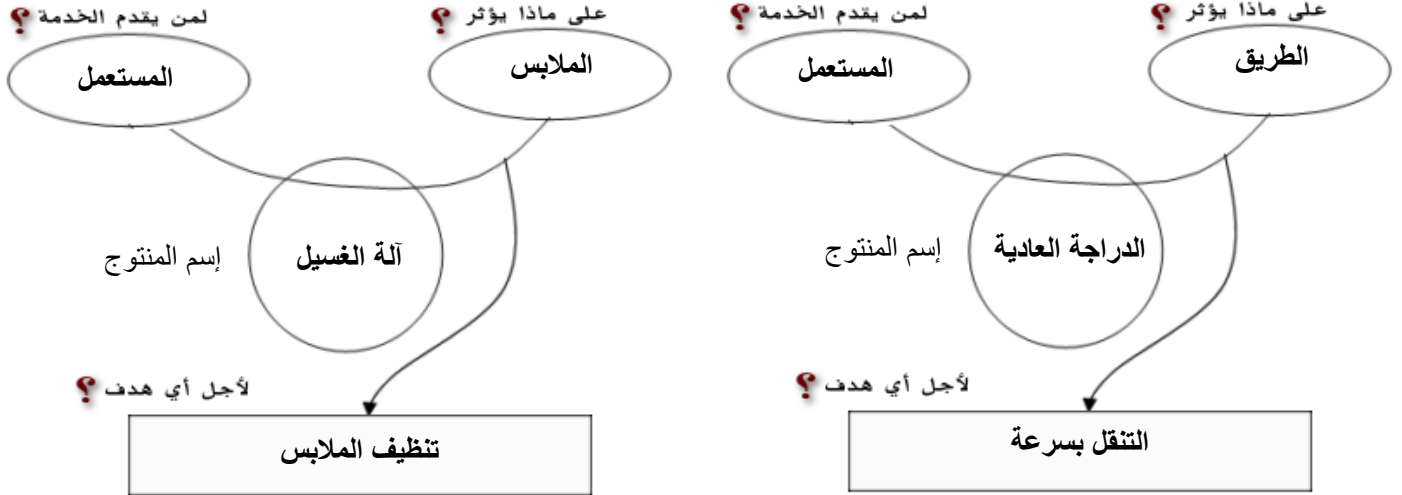 على ماذا يؤثر ؟
لمن يقدم الخدمة ؟
الطريق
المستعمل
الدراجة العادية
إسم المنتوج
لأجل أي هدف ؟
التنقل بسرعة
على ماذا يؤثر ؟
لمن يقدم الخدمة ؟
الملابس
المستعمل
آلة الغسيل
إسم المنتوج
لأجل أي هدف ؟
تنظيف الملابس